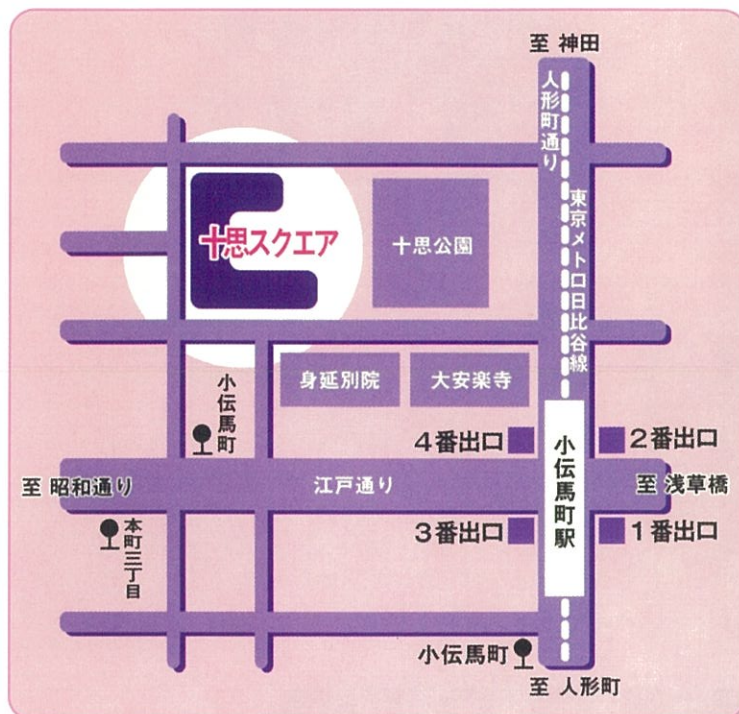 至 神田
人形町通り
東京メトロ日比谷線
十思スクエア
十思公園
身延別院
大安楽寺
小伝馬町
4番出口
2番出口
小伝馬町駅
至 昭和通り
江戸通り
至 浅草橋
本町三丁目
3番出口
1番出口
小伝馬町
至 人形町